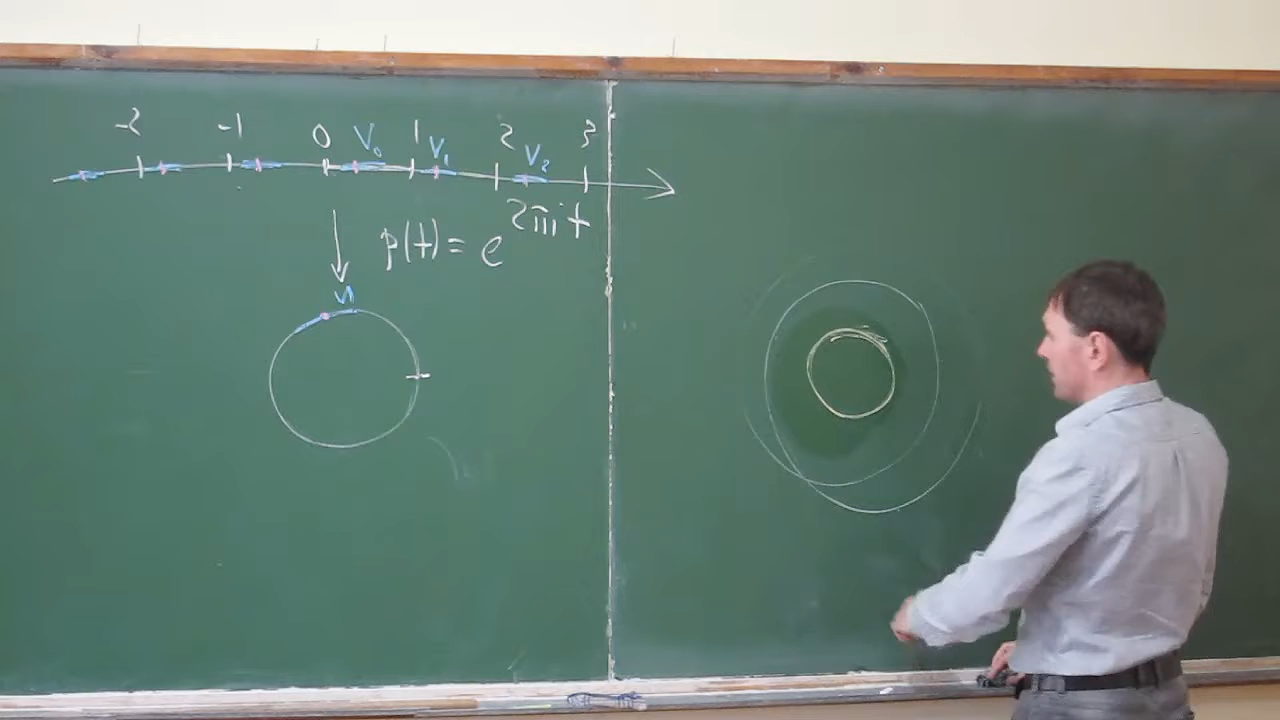 -2 -1 0 V₀ 1 V₁ 2 V₂ 3
p(t) = e^{2πit}